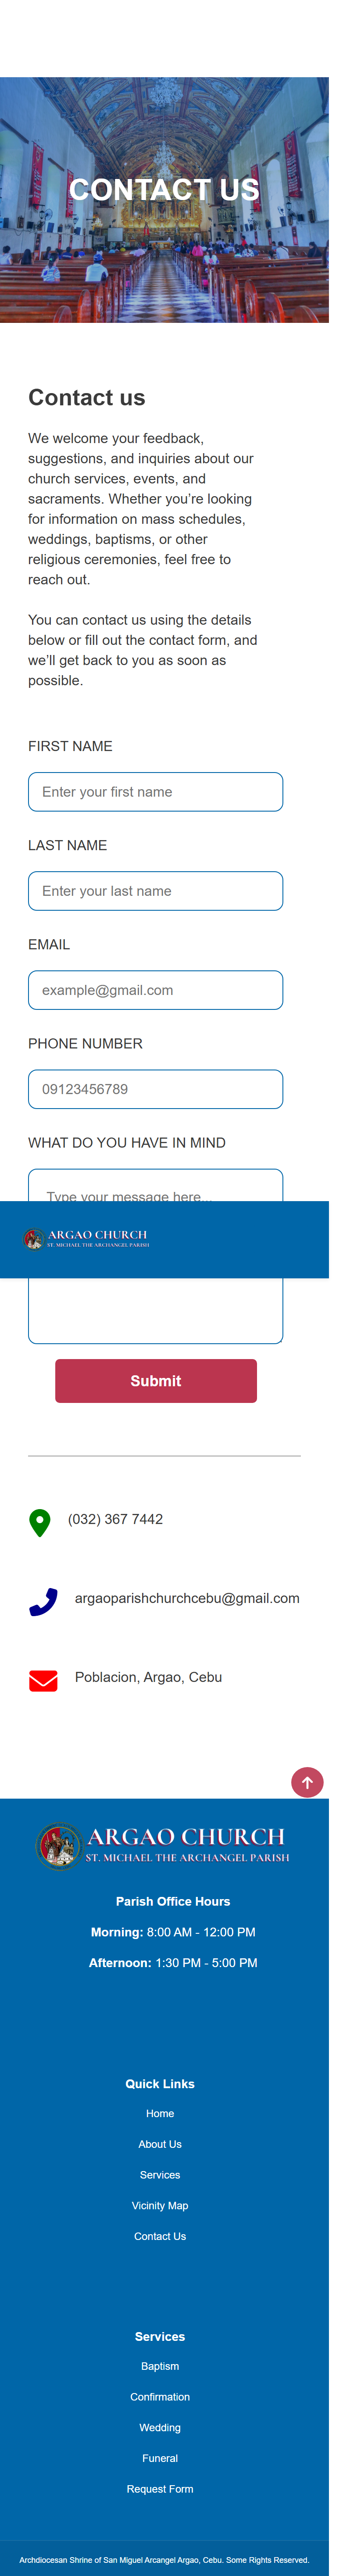 CONTACT US
Contact us
We welcome your feedback,
suggestions, and inquiries about our
church services, events, and
sacraments. Whether you’re looking
for information on mass schedules,
weddings, baptisms, or other
religious ceremonies, feel free to
reach out.
You can contact us using the details
below or fill out the contact form, and
we’ll get back to you as soon as
possible.
FIRST NAME
Enter your first name
LAST NAME
Enter your last name
EMAIL
example@gmail.com
PHONE NUMBER
09123456789
WHAT DO YOU HAVE IN MIND
Type your message here...
ARGAO CHURCH
ST. MICHAEL THE ARCHANGEL PARISH
Submit
(032) 367 7442
argaoparishchurchcebu@gmail.com
Poblacion, Argao, Cebu
ARGAO CHURCH
ST. MICHAEL THE ARCHANGEL PARISH
Parish Office Hours
Morning: 8:00 AM - 12:00 PM
Afternoon: 1:30 PM - 5:00 PM
Quick Links
Home
About Us
Services
Vicinity Map
Contact Us
Services
Baptism
Confirmation
Wedding
Funeral
Request Form
Archdiocesan Shrine of San Miguel Arcangel Argao, Cebu. Some Rights Reserved.